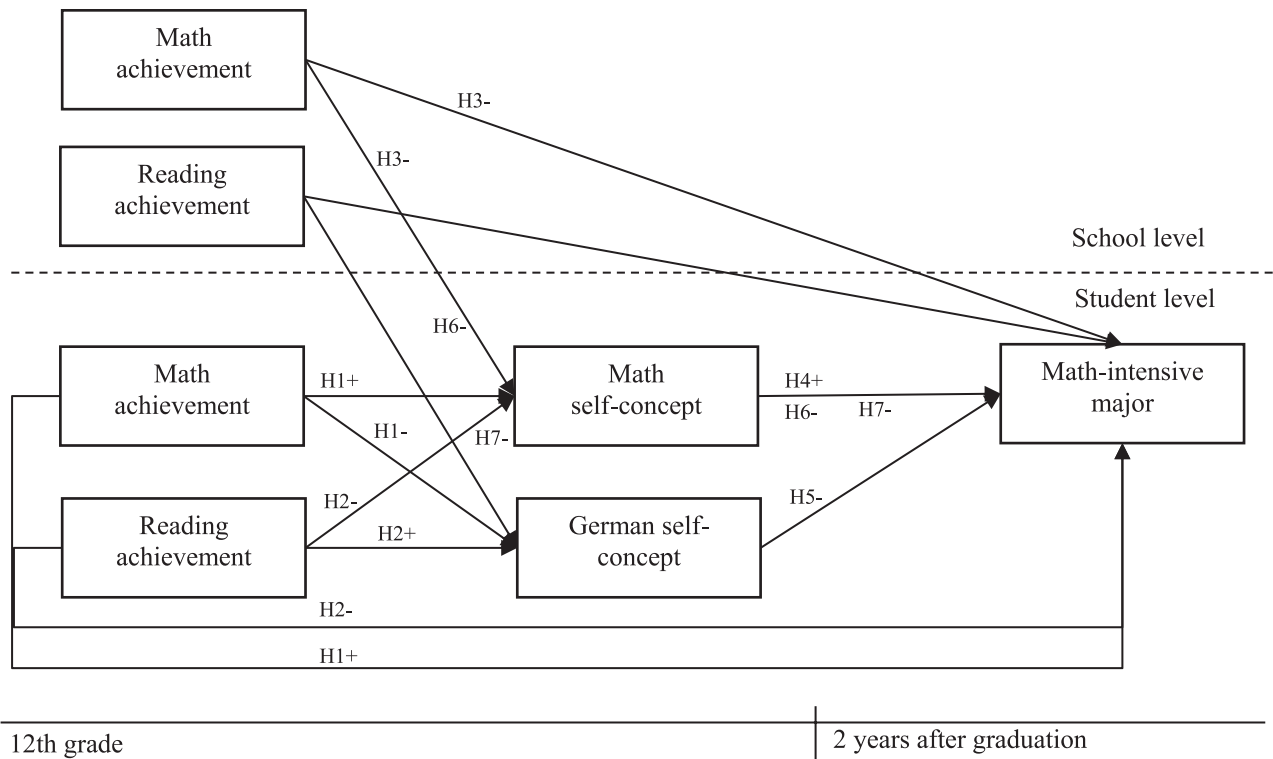 Math
achievement
H3-
H3-
Reading
achievement
School level
Student level
H6-
Math
achievement
H1+
Math
self-concept
H4+
H6-
H7-
Math-intensive
major
H1-
H7-
H2-
H5-
Reading
achievement
H2+
German self-
concept
H2-
H1+
12th grade
2 years after graduation